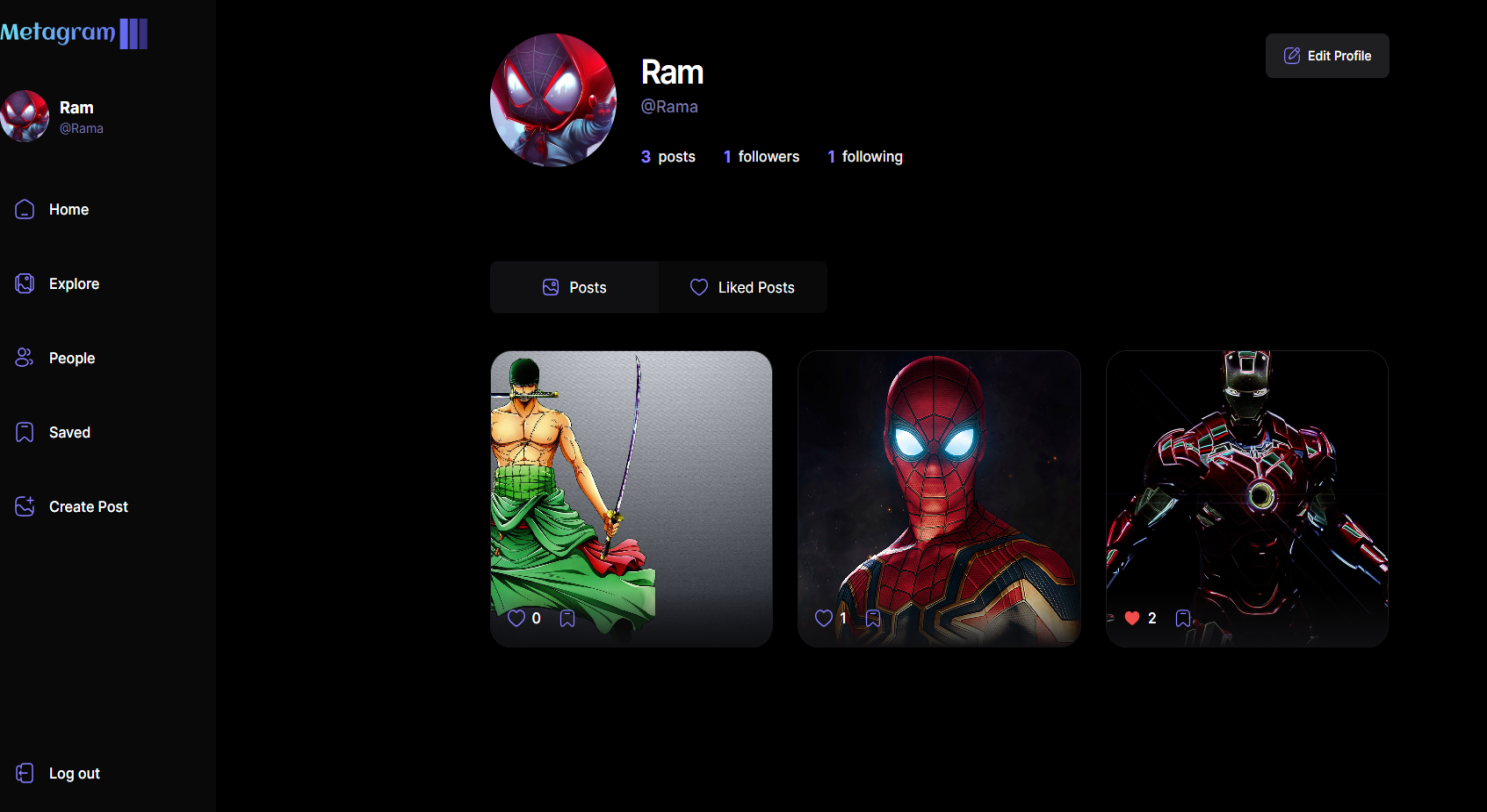 Metagram
Ram
@Rama
Home
Explore
People
Saved
Create Post
Log out
Ram
@Rama
3 posts 1 followers 1 following
Edit Profile
Posts Liked Posts
0 1 2